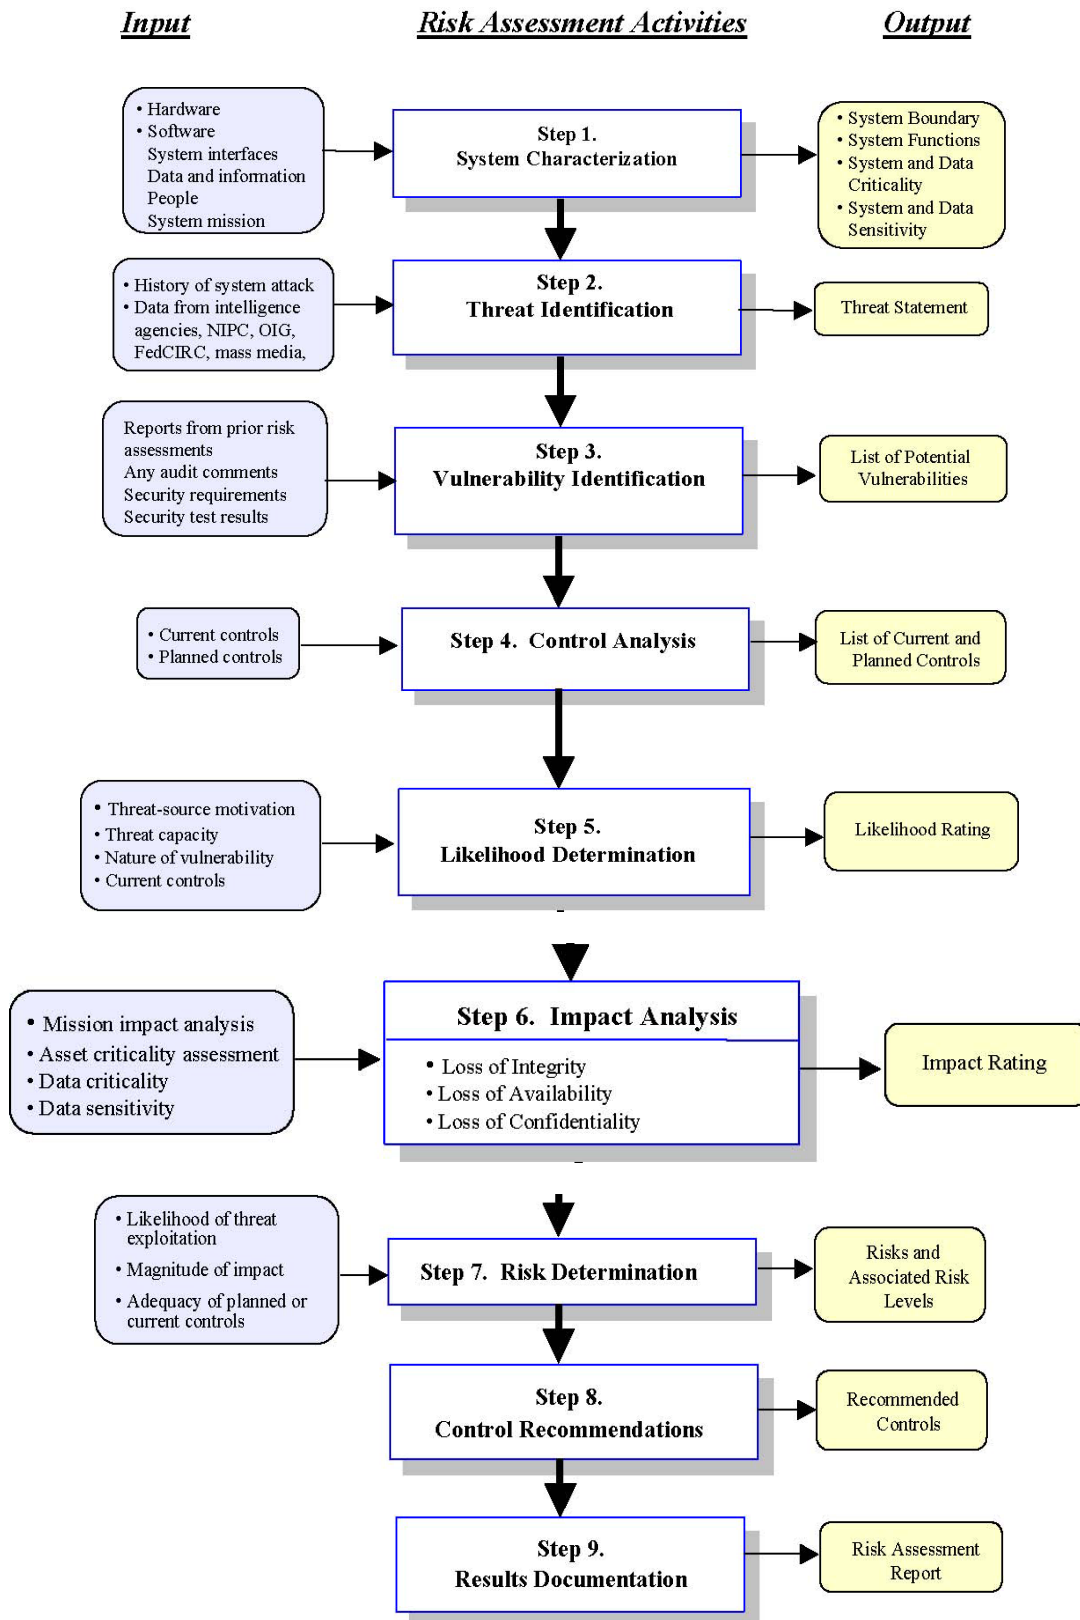 Input
Risk Assessment Activities
Output
• Hardware
• Software
System interfaces
Data and information
People
System mission
Step 1.
System Characterization
• System Boundary
• System Functions
• System and Data
Criticality
• System and Data
Sensitivity
• History of system attack
• Data from intelligence
agencies, NIPC, OIG,
FedCIRC, mass media,
Step 2.
Threat Identification
Threat Statement
Reports from prior risk
assessments
Any audit comments
Security requirements
Security test results
Step 3.
Vulnerability Identification
List of Potential
Vulnerabilities
• Current controls
• Planned controls
Step 4. Control Analysis
List of Current and
Planned Controls
• Threat-source motivation
• Threat capacity
• Nature of vulnerability
• Current controls
Step 5.
Likelihood Determination
Likelihood Rating
• Mission impact analysis
• Asset criticality assessment
• Data criticality
• Data sensitivity
Step 6. Impact Analysis
• Loss of Integrity
• Loss of Availability
• Loss of Confidentiality
Impact Rating
• Likelihood of threat
exploitation
• Magnitude of impact
• Adequacy of planned or
current controls
Step 7. Risk Determination
Risks and
Associated Risk
Levels
Step 8.
Control Recommendations
Recommended
Controls
Step 9.
Results Documentation
Risk Assessment
Report